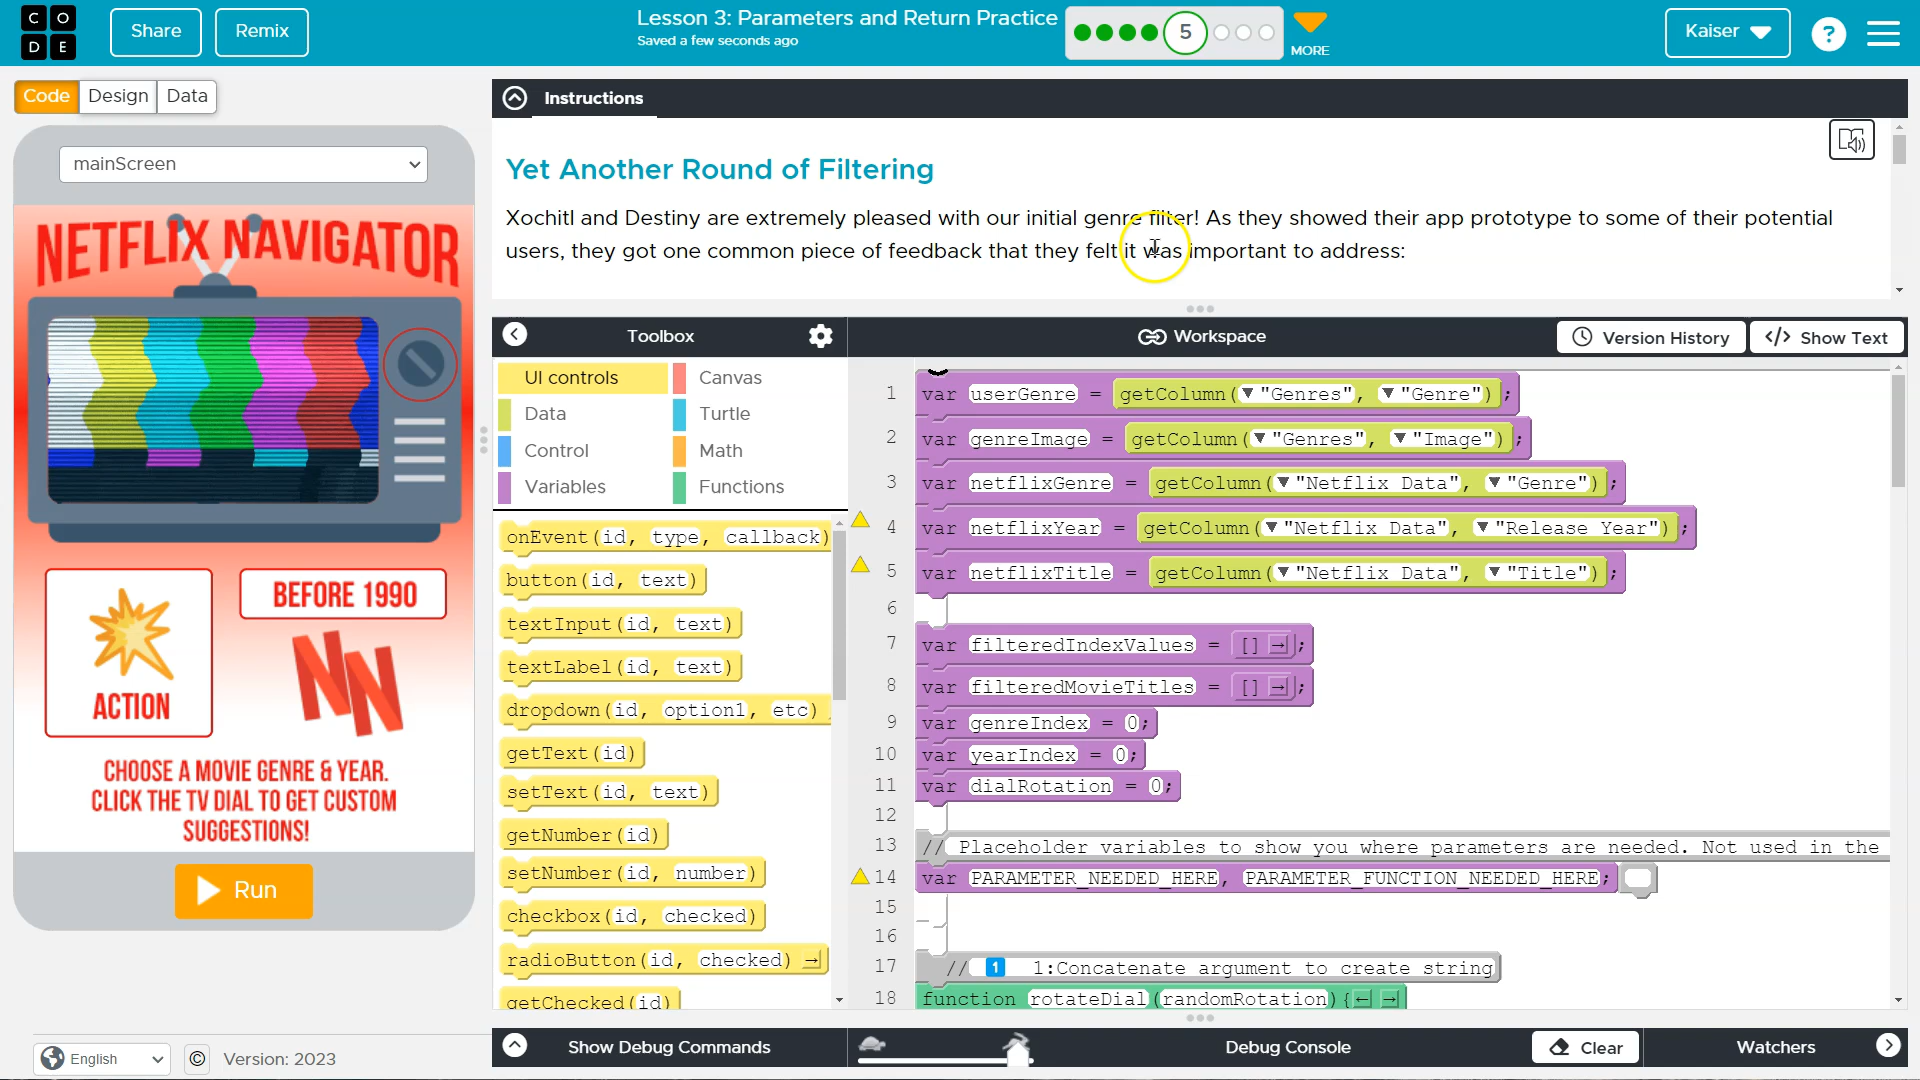 C O
D E
Share
Remix
Lesson 3: Parameters and Return Practice
Saved a few seconds ago
5
MORE
Kaiser
?
Code
Design
Data
mainScreen
NETFLIX NAVIGATOR
ACTION
BEFORE 1990
CHOOSE A MOVIE GENRE & YEAR.
CLICK THE TV DIAL TO GET CUSTOM
SUGGESTIONS!
Run
English
©
Version: 2023
Instructions
Yet Another Round of Filtering
Xochitl and Destiny are extremely pleased with our initial genre filter! As they showed their app prototype to some of their potential
users, they got one common piece of feedback that they felt it was important to address:
Toolbox
Workspace
Version History
</> Show Text
UI controls
Canvas
Data
Turtle
Control
Math
Variables
Functions
onEvent(id, type, callback)
button(id, text)
textInput(id, text)
textLabel(id, text)
dropdown(id, option1, etc)
getText(id)
setText(id, text)
getNumber(id)
setNumber(id, number)
checkbox(id, checked)
radioButton(id, checked) →
getChecked(id)
1 var userGenre = getColumn(▼"Genres", ▼"Genre");
2 var genreImage = getColumn(▼"Genres", ▼"Image");
3 var netflixGenre = getColumn(▼"Netflix Data", ▼"Genre");
4 var netflixYear = getColumn(▼"Netflix Data", ▼"Release Year");
5 var netflixTitle = getColumn(▼"Netflix Data", ▼"Title");
6
7 var filteredIndexValues = [] →;
8 var filteredMovieTitles = [] →;
9 var genreIndex = 0;
10 var yearIndex = 0;
11 var dialRotation = 0;
12
13 // Placeholder variables to show you where parameters are needed. Not used in the
14 var PARAMETER_NEEDED_HERE, PARAMETER_FUNCTION_NEEDED_HERE;
15
16
17 // 1 1:Concatenate argument to create string
18 function rotateDial(randomRotation){← →
Show Debug Commands
Debug Console
Clear
Watchers